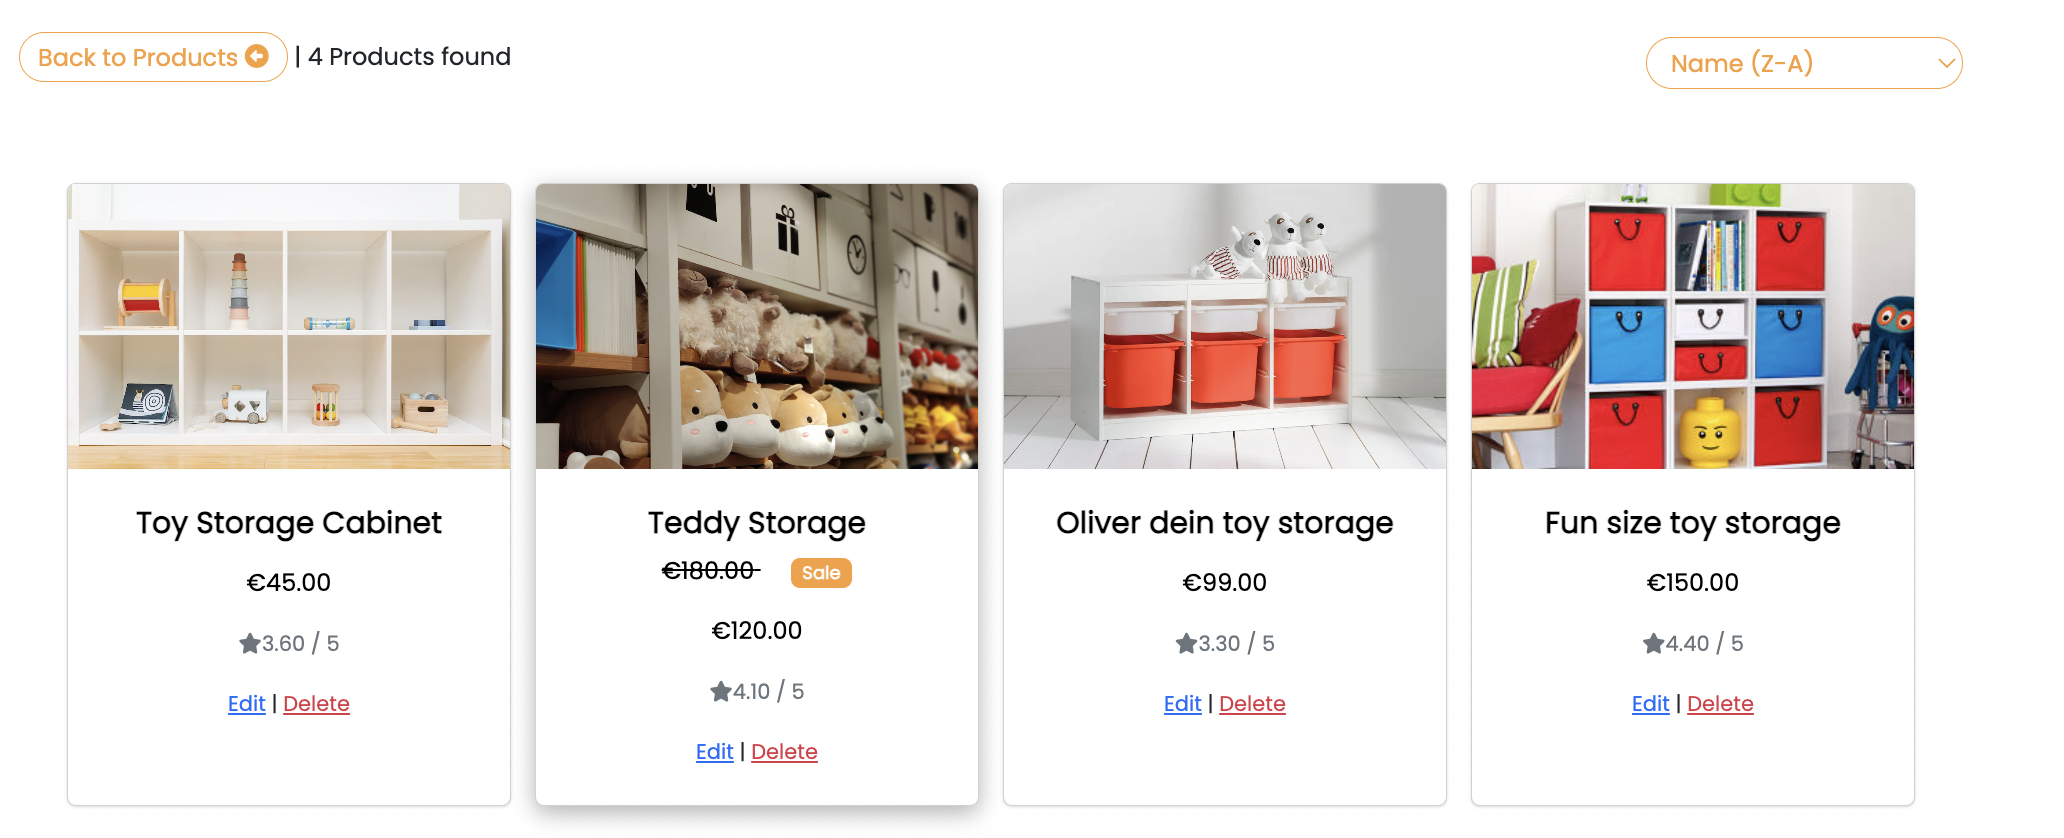 Back to Products | 4 Products found
Name (Z-A)
Toy Storage Cabinet
€45.00
3.60 / 5
Edit | Delete
Teddy Storage
€180.00 Sale
€120.00
4.10 / 5
Edit | Delete
Oliver dein toy storage
€99.00
3.30 / 5
Edit | Delete
Fun size toy storage
€150.00
4.40 / 5
Edit | Delete